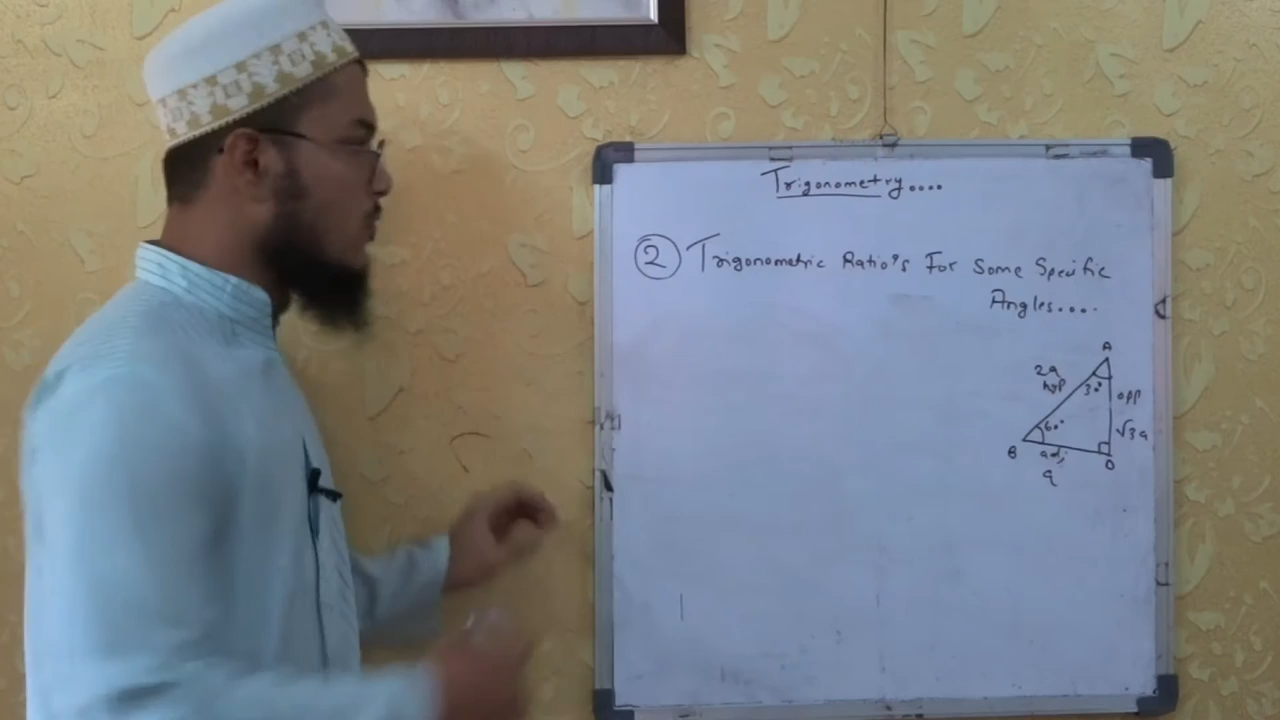 Trigonometry....
2 Trigonometric Ratio's For Some Specific
Angles....
A
2a
hyp
30°
opp
60°
√3a
B
adj
D
a